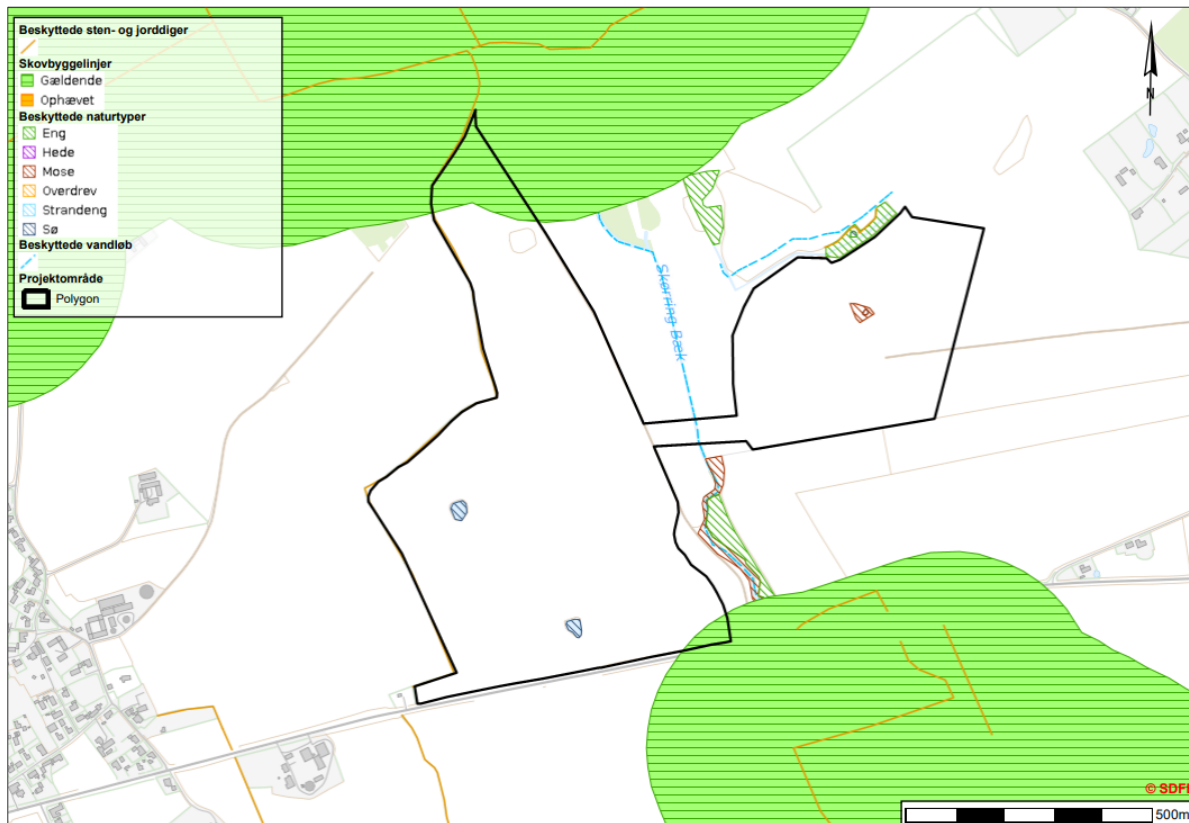 Beskyttede sten- og jorddiger
Skovbyggelinjer
Gældende
Ophævet
Beskyttede naturtyper
Eng
Hede
Mose
Overdrev
Strandeng
Sø
Beskyttede vandløb
Projektområde
Polygon
N
Skørring Bæk
© SDFI
500m